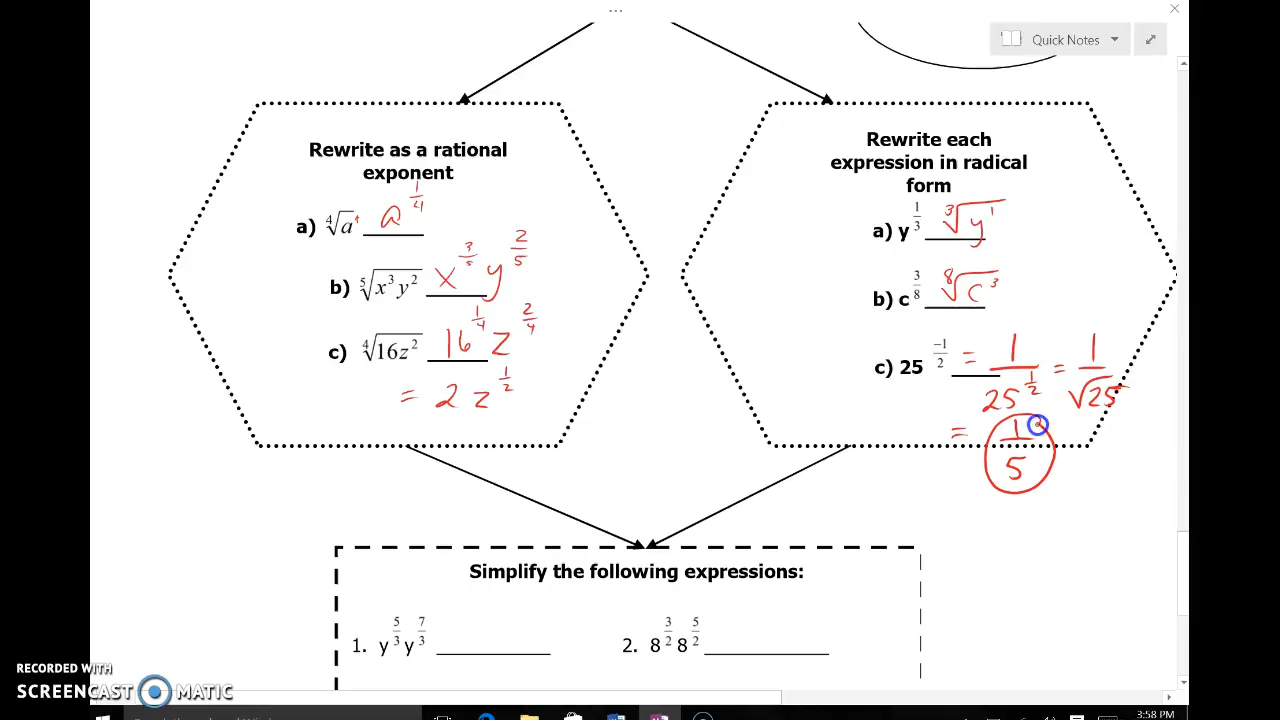 Quick Notes
Rewrite as a rational
exponent
a) ∜a¹ a^(1/4)
b) ⁵√(x³y²) x^(3/5) y^(2/5)
c) ∜(16z²) 16^(1/4) z^(2/4)
= 2 z^(1/2)
Rewrite each
expression in radical
form
a) y^(1/3) ³√(y¹)
b) c^(3/8) ⁸√(c³)
c) 25^(-1/2) = 1/25^(1/2) = 1/√25
= 1/5
Simplify the following expressions:
1. y^(5/3) y^(7/3) __________
2. 8^(3/2) 8^(5/2) __________
RECORDED WITH
SCREENCAST MATIC
3:58 PM